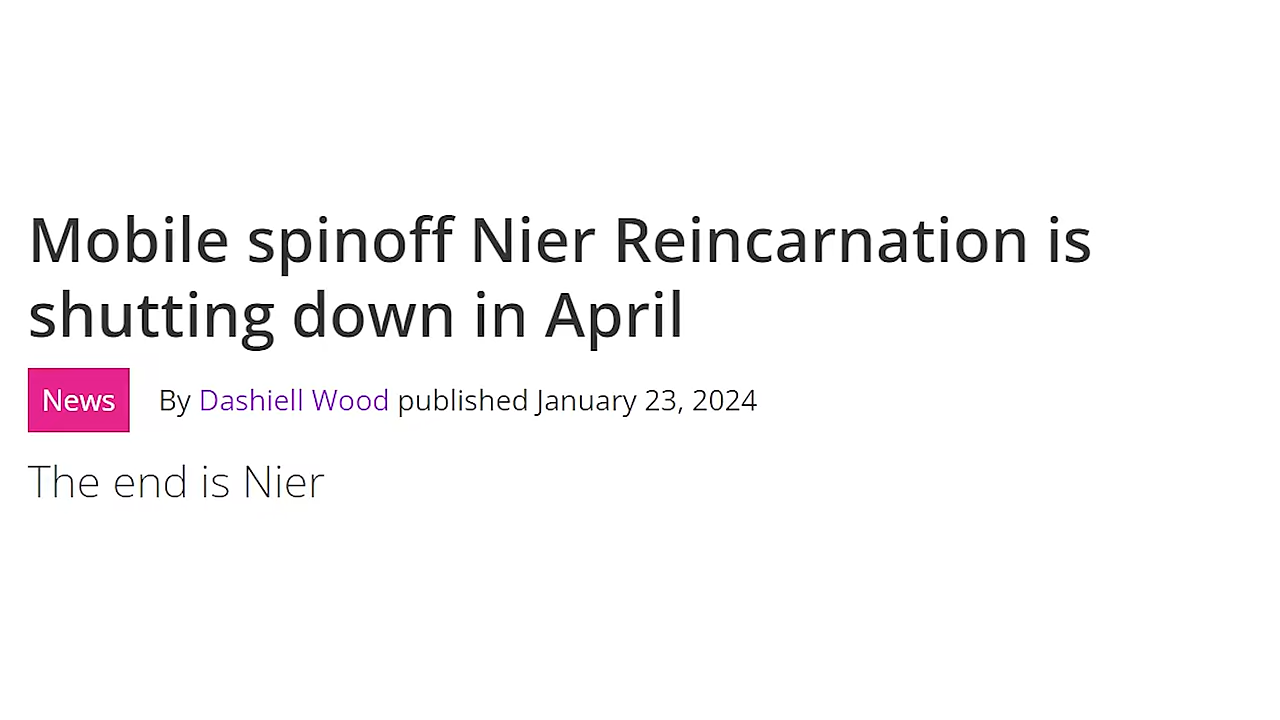 Mobile spinoff Nier Reincarnation is
shutting down in April
News By Dashiell Wood published January 23, 2024
The end is Nier